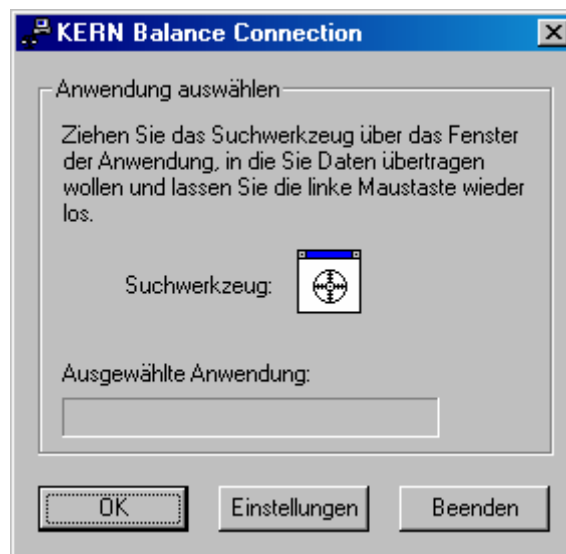 KERN Balance Connection
Anwendung auswählen
Ziehen Sie das Suchwerkzeug über das Fenster
der Anwendung, in die Sie Daten übertragen
wollen und lassen Sie die linke Maustaste wieder
los.
Suchwerkzeug:
Ausgewählte Anwendung:
OK Einstellungen Beenden